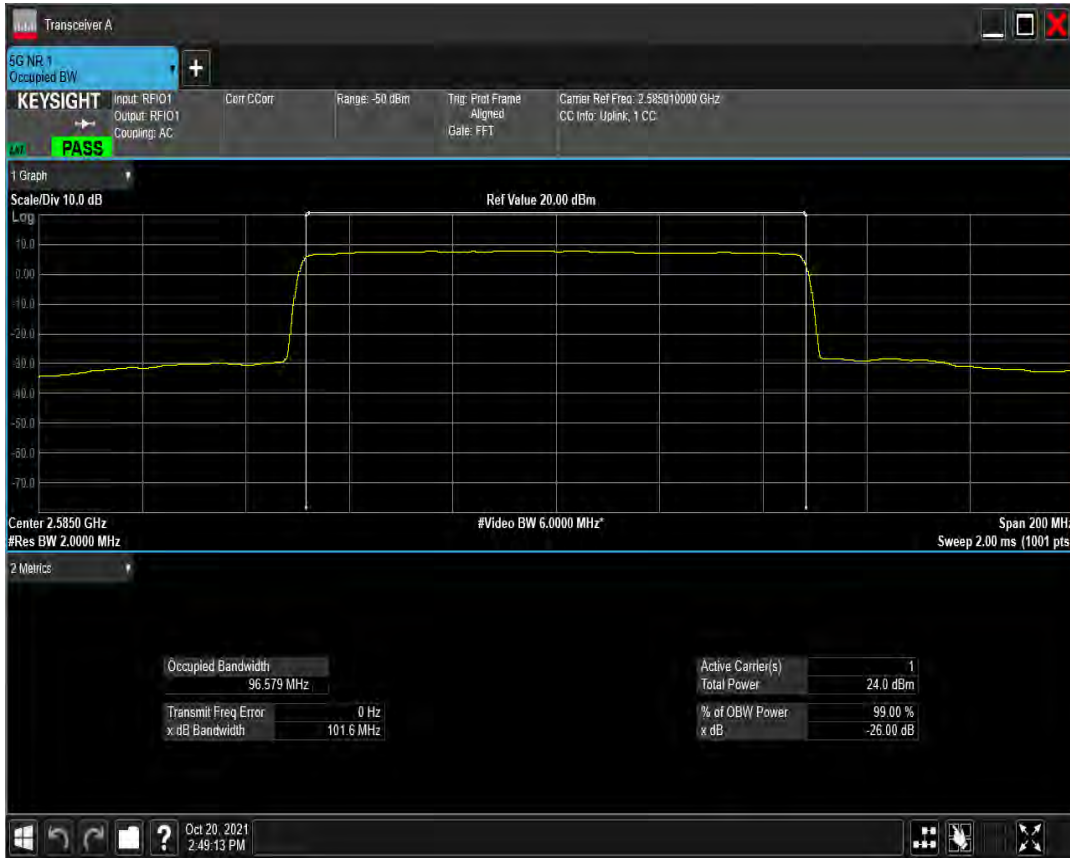 Transceiver A
5G NR 1
Occupied BW
KEYSIGHT
PASS
Input: RFIO1
Output: RFIO1
Coupling: AC
Corr CCorr
Range: -50 dBm
Trig: Prot Frame
Aligned
Gate: FFT
Carrier Ref Freq: 2.585010000 GHz
CC Info: Uplink, 1 CC
1 Graph
Scale/Div 10.0 dB
Ref Value 20.00 dBm
Log
10.0
0.00
-10.0
-20.0
-30.0
-40.0
-50.0
-60.0
-70.0
Center 2.5850 GHz
#Video BW 6.0000 MHz*
Span 200 MHz
#Res BW 2.0000 MHz
Sweep 2.00 ms (1001 pts
2 Metrics
Occupied Bandwidth
96.579 MHz
Transmit Freq Error 0 Hz
x dB Bandwidth 101.6 MHz
Active Carrier(s) 1
Total Power 24.0 dBm
% of OBW Power 99.00 %
x dB -26.00 dB
?
Oct 20, 2021
2:49:13 PM